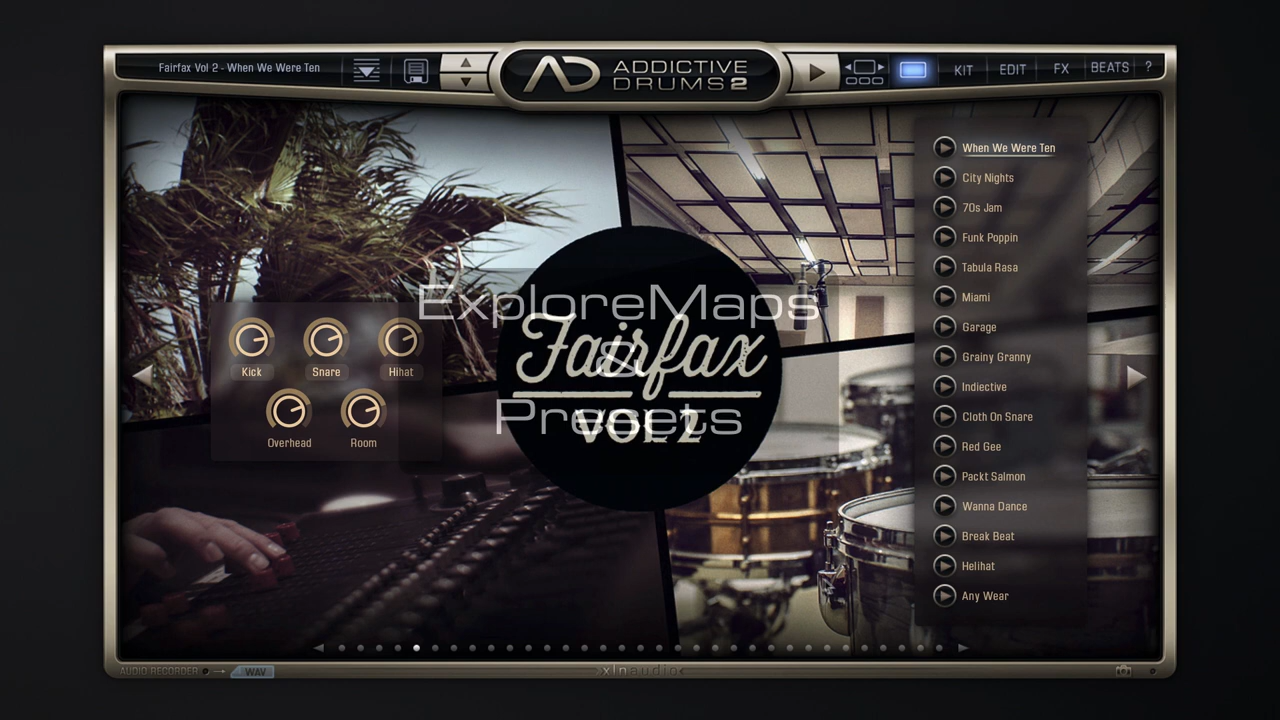 Fairfax Vol 2 - When We Were Ten
ADDICTIVE
DRUMS 2
KIT
EDIT
FX
BEATS
?
When We Were Ten
City Nights
70s Jam
Funk Poppin
Tabula Rasa
Miami
Garage
Grainy Granny
Indiective
Cloth On Snare
Red Gee
Packt Salmon
Wanna Dance
Break Beat
Helihat
Any Wear
ExploreMaps
&
Presets
Fairfax
VOL 2
Kick
Snare
Hihat
Overhead
Room
AUDIO RECORDER
WAV
xlnaudio